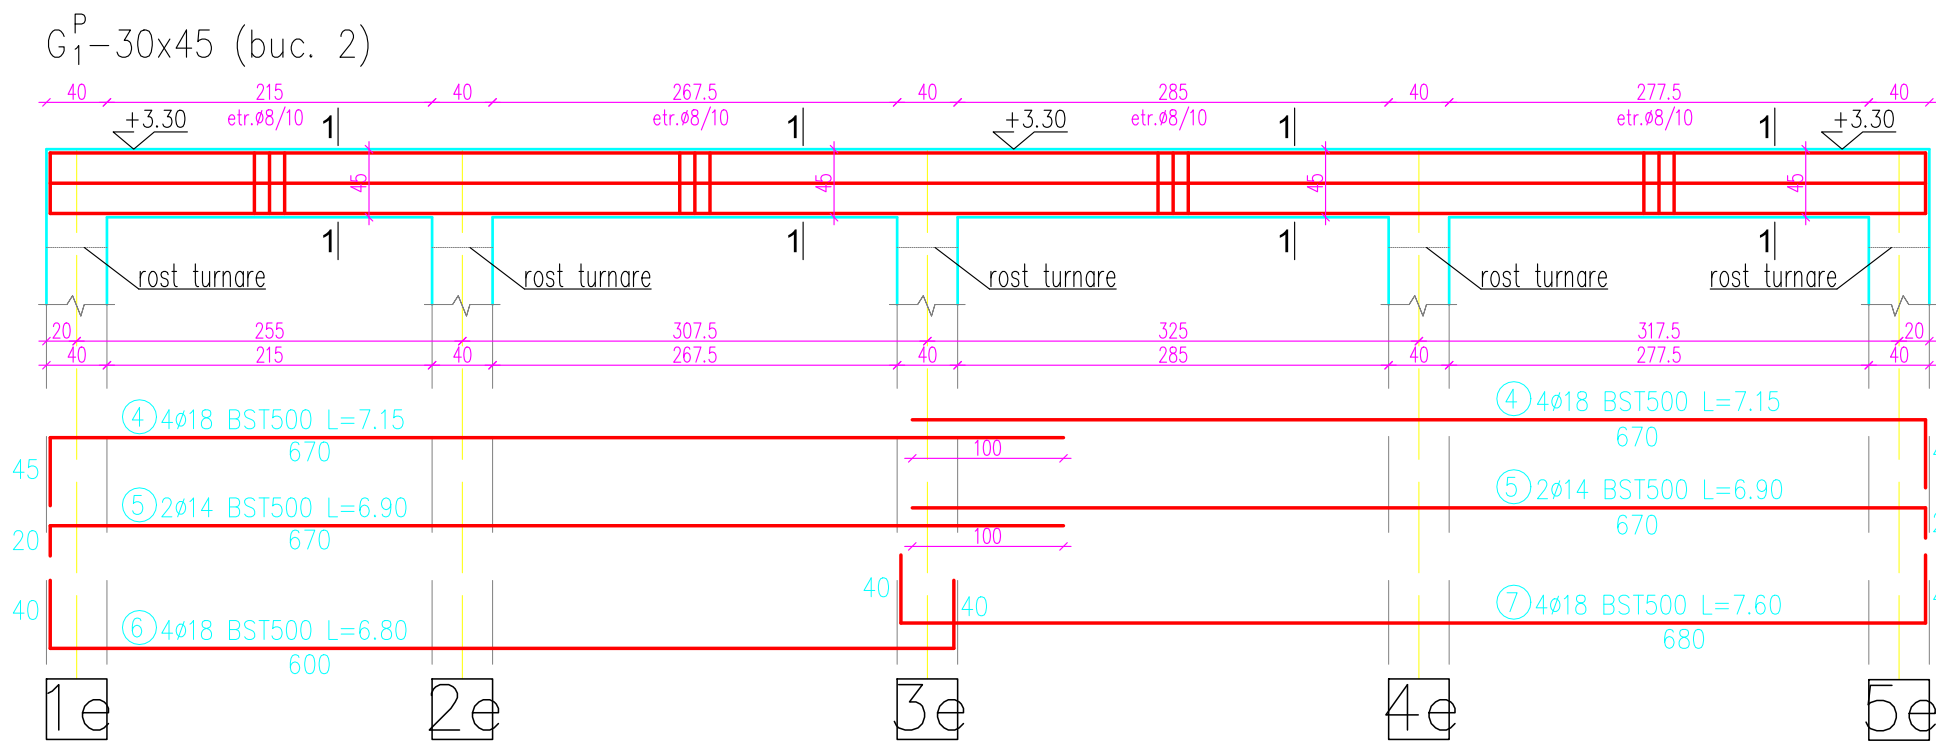 G₁ᴾ-30x45 (buc. 2)
40 215 40 267.5 40 285 40 277.5 40
etr.ø8/10 etr.ø8/10 etr.ø8/10 etr.ø8/10
+3.30 1 1 +3.30 1 1 +3.30
45 45 45 45
1 1 1 1
rost turnare rost turnare rost turnare rost turnare rost turnare
20 255 307.5 325 317.5 20
40 215 40 267.5 40 285 40 277.5 40
④ 4ø18 BST500 L=7.15
670
④ 4ø18 BST500 L=7.15
670
45
100
⑤ 2ø14 BST500 L=6.90
670
⑤ 2ø14 BST500 L=6.90
670
20
100
40
⑥ 4ø18 BST500 L=6.80
600
40
40
⑦ 4ø18 BST500 L=7.60
680
1e 2e 3e 4e 5e